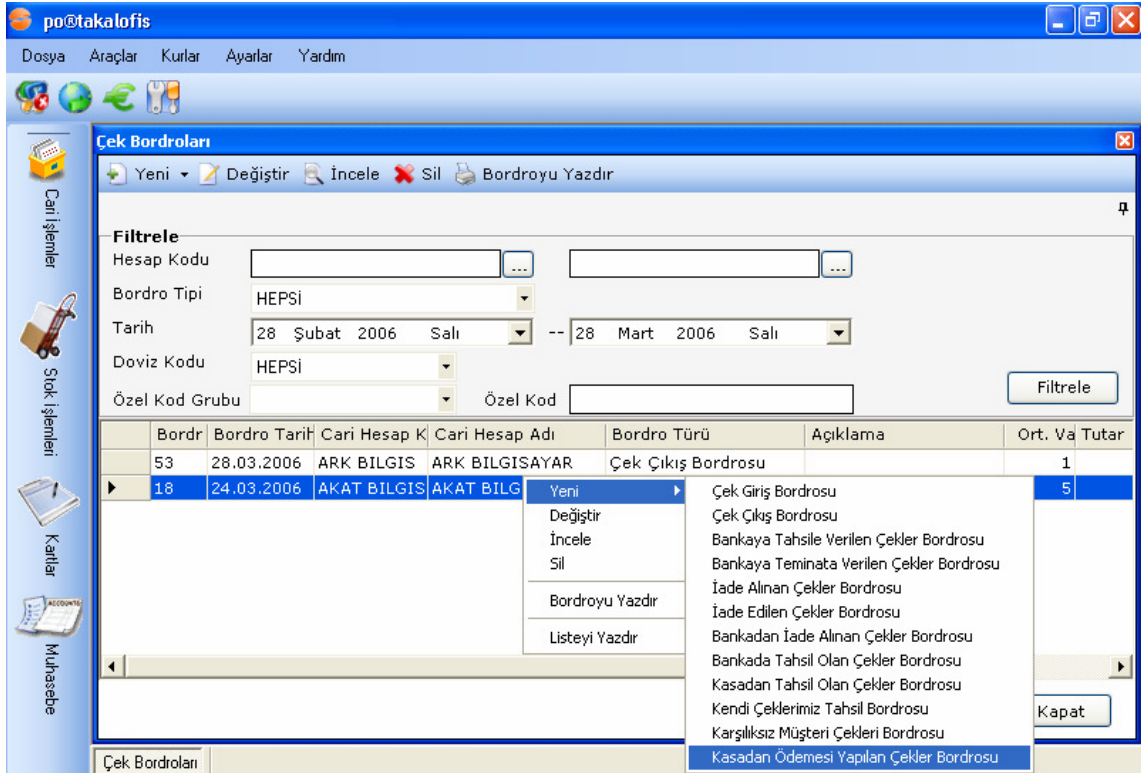 po®takalofis
Dosya Araçlar Kurlar Ayarlar Yardım
Çek Bordroları
Yeni Değiştir İncele Sil Bordroyu Yazdır
Filtrele
Hesap Kodu ... ...
Bordro Tipi HEPSİ
Tarih 28 Şubat 2006 Salı -- 28 Mart 2006 Salı
Doviz Kodu HEPSİ
Özel Kod Grubu Özel Kod
Filtrele
Bordr Bordro Tarih Cari Hesap K Cari Hesap Adı Bordro Türü Açıklama Ort. Va Tutar
53 28.03.2006 ARK BILGIS ARK BILGISAYAR Çek Çıkış Bordrosu 1
18 24.03.2006 AKAT BILGIS AKAT BILG 5
Yeni
Değiştir
İncele
Sil
Bordroyu Yazdır
Listeyi Yazdır
Çek Giriş Bordrosu
Çek Çıkış Bordrosu
Bankaya Tahsile Verilen Çekler Bordrosu
Bankaya Teminata Verilen Çekler Bordrosu
İade Alınan Çekler Bordrosu
İade Edilen Çekler Bordrosu
Bankadan İade Alınan Çekler Bordrosu
Bankada Tahsil Olan Çekler Bordrosu
Kasadan Tahsil Olan Çekler Bordrosu
Kendi Çeklerimiz Tahsil Bordrosu
Karşılıksız Müşteri Çekleri Bordrosu
Kasadan Ödemesi Yapılan Çekler Bordrosu
Kapat
Cari İşlemler
Stok İşlemleri
Kartlar
ACCOUNTS
Muhasebe
Çek Bordroları